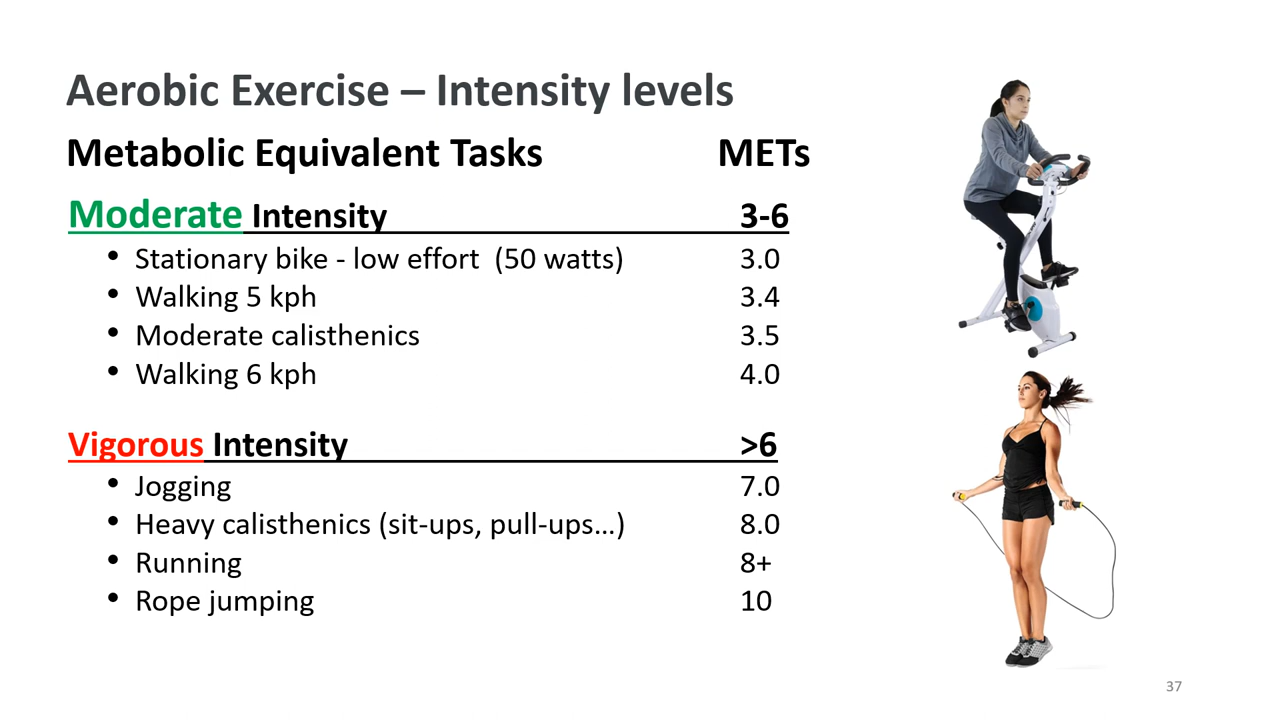 Aerobic Exercise – Intensity levels
Metabolic Equivalent Tasks METs
Moderate Intensity 3-6
• Stationary bike - low effort (50 watts) 3.0
• Walking 5 kph 3.4
• Moderate calisthenics 3.5
• Walking 6 kph 4.0
Vigorous Intensity >6
• Jogging 7.0
• Heavy calisthenics (sit-ups, pull-ups...) 8.0
• Running 8+
• Rope jumping 10
37